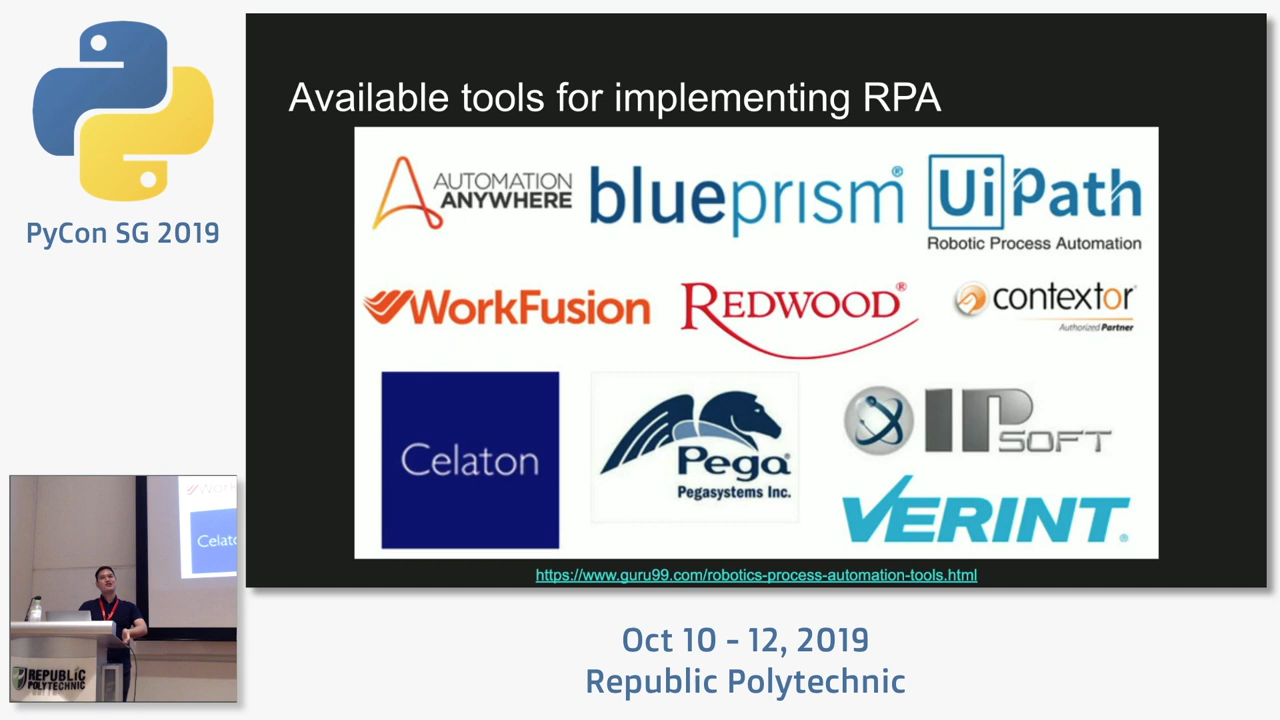 PyCon SG 2019
Available tools for implementing RPA
AUTOMATION
ANYWHERE
blueprism®
UiPath
Robotic Process Automation
WorkFusion
REDWOOD®
contextor
Authorized Partner
Celaton
Pega®
Pegasystems Inc.
IPSOFT
VERINT®
https://www.guru99.com/robotics-process-automation-tools.html
Celat
REPUBLIC
POLYTECHNIC
Oct 10 - 12, 2019
Republic Polytechnic